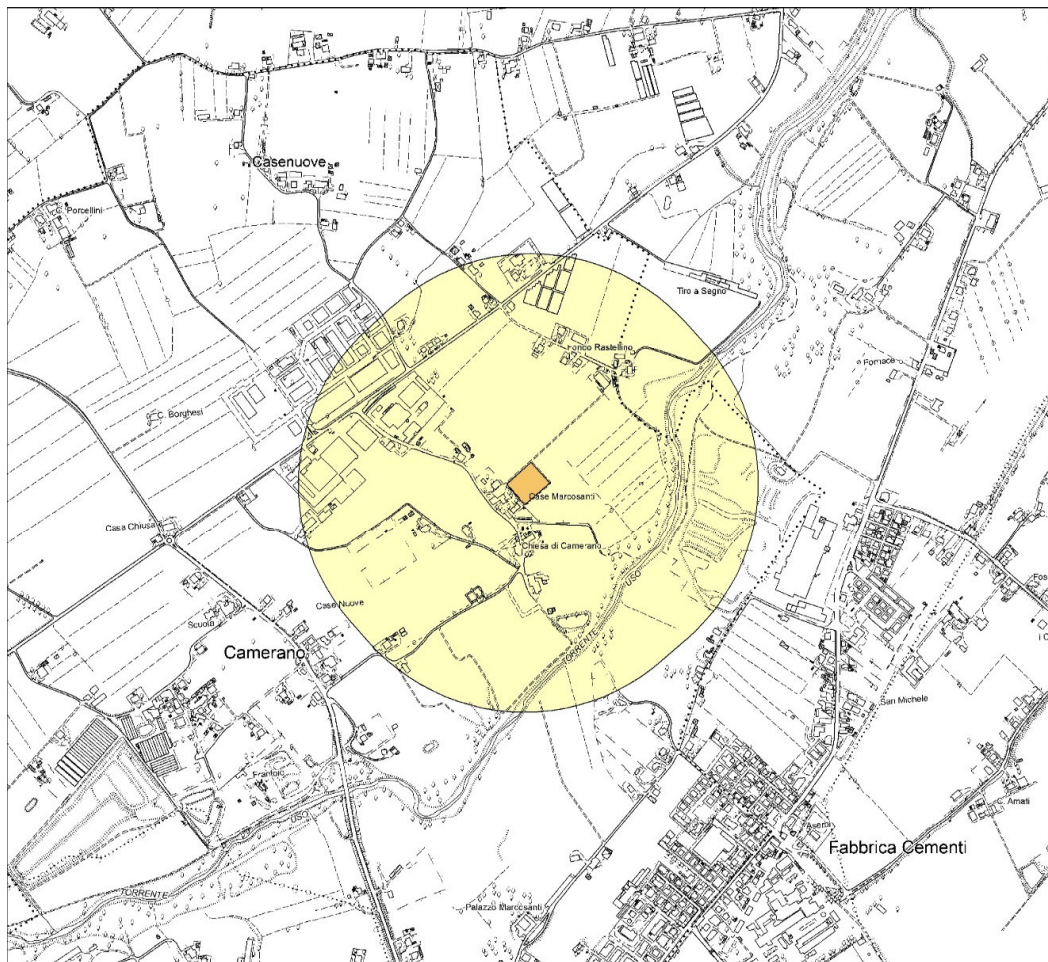 Casenuove
C. Porcellini
Tiro a Segno
Fondo Rastellino
Fornace
C. Borghesi
Case Marcosanti
Casa Chiusa
Chiesa di Camerano
USO
TORRENTE
Case Nuove
Scuola
Camerano
San Michele
Frantoio
USO
C. Amati
Fabbrica Cementi
TORRENTE
Palazzo Marcosanti